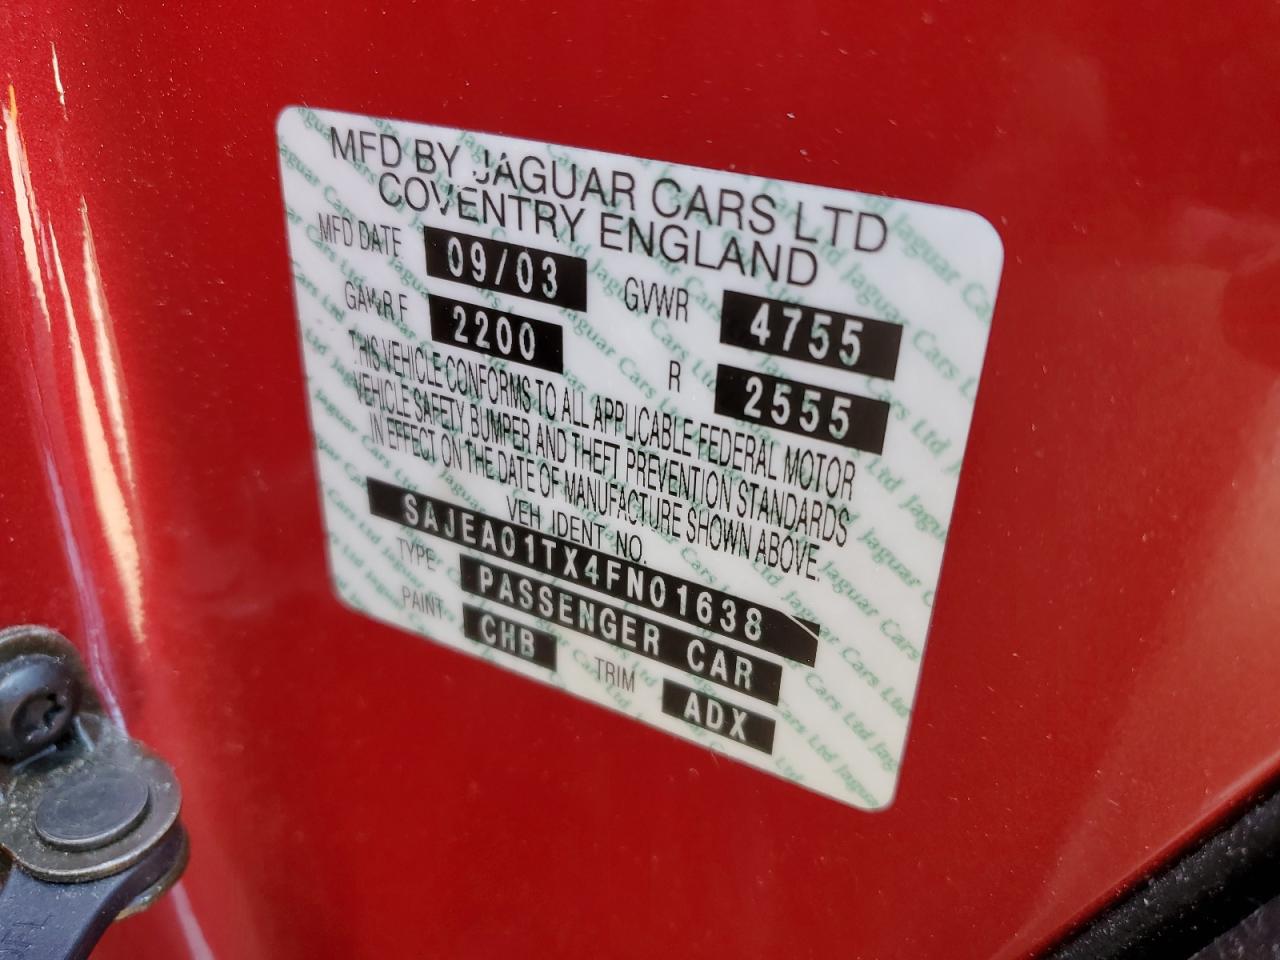 MFD BY JAGUAR CARS LTD
COVENTRY ENGLAND
MFD DATE 09/03 GVWR 4755
GAWR F 2200 R 2555
THIS VEHICLE CONFORMS TO ALL APPLICABLE FEDERAL MOTOR
VEHICLE SAFETY BUMPER AND THEFT PREVENTION STANDARDS
IN EFFECT ON THE DATE OF MANUFACTURE SHOWN ABOVE.
VEH IDENT NO.
SAJEA01TX4FN01638
TYPE PASSENGER CAR
PAINT CHB TRIM ADX